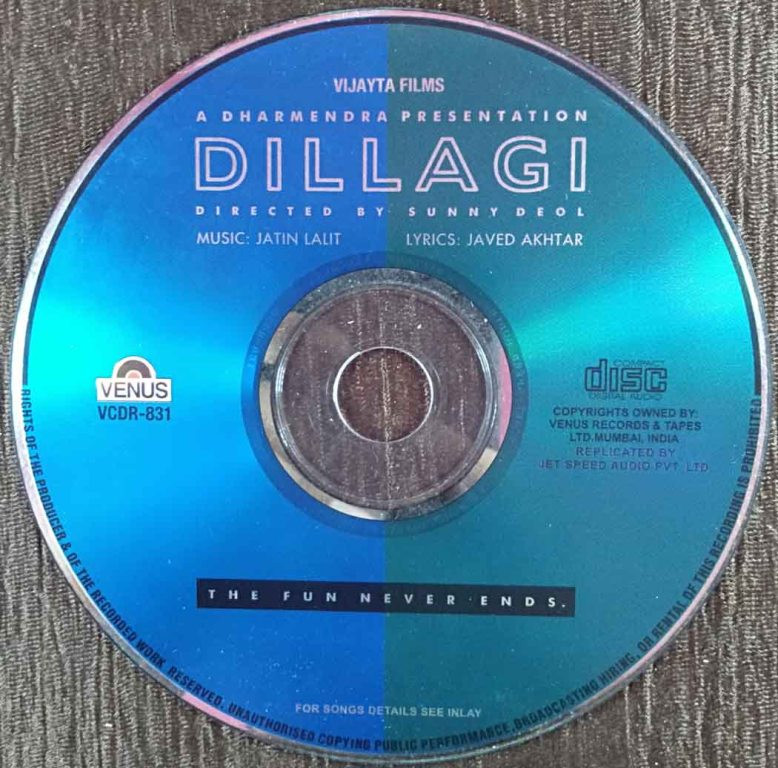 VIJAYTA FILMS
A DHARMENDRA PRESENTATION
DILLAGI
DIRECTED BY SUNNY DEOL
MUSIC: JATIN LALIT LYRICS: JAVED AKHTAR
VENUS
VCDR-831
COMPACT
disc
DIGITAL AUDIO
COPYRIGHTS OWNED BY:
VENUS RECORDS & TAPES
LTD.MUMBAI, INDIA
REPLICATED BY
JET SPEED AUDIO PVT. LTD
THE FUN NEVER ENDS.
FOR SONGS DETAILS SEE INLAY
RIGHTS OF THE PRODUCER & OF THE RECORDED WORK RESERVED. UNAUTHORISED COPYING PUBLIC PERFORMANCE, BROADCASTING HIRING, OR RENTAL OF THIS RECORDING IS PROHIBITED